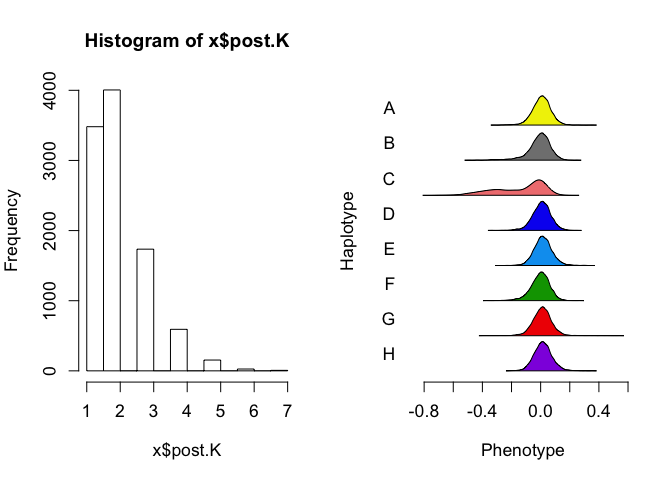 Histogram of x$post.K
Frequency
0
1000
2000
3000
4000
1
2
3
4
5
6
7
x$post.K
Haplotype
A
B
C
D
E
F
G
H
-0.8
-0.4
0.0
0.4
Phenotype